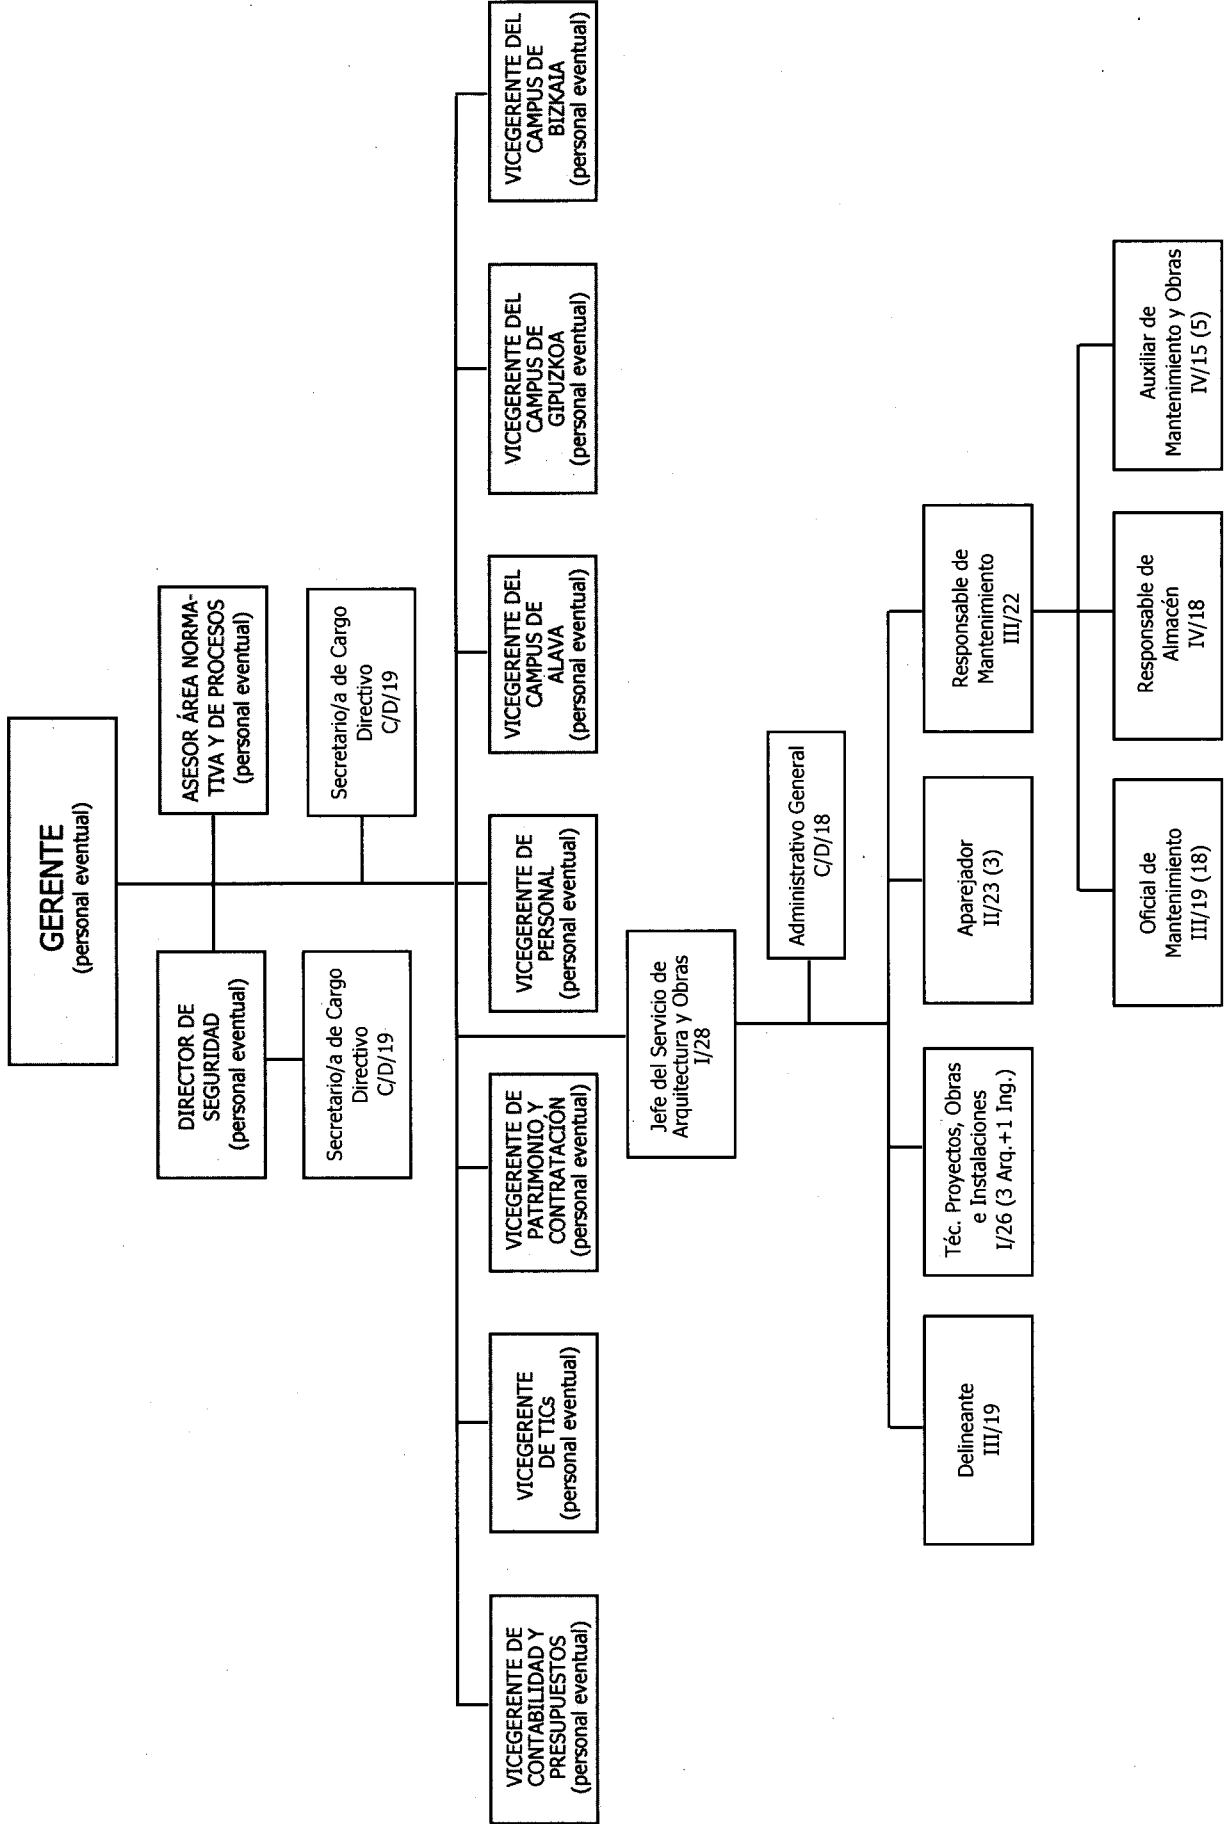 GERENTE
(personal eventual)
DIRECTOR DE
SEGURIDAD
(personal eventual)
ASESOR ÁREA NORMA-
TIVA Y DE PROCESOS
(personal eventual)
Secretario/a de Cargo
Directivo
C/D/19
Secretario/a de Cargo
Directivo
C/D/19
VICEGERENTE DE
CONTABILIDAD Y
PRESUPUESTOS
(personal eventual)
VICEGERENTE
DE TICs
(personal eventual)
VICEGERENTE DE
PATRIMONIO Y
CONTRATACIÓN
(personal eventual)
VICEGERENTE DE
PERSONAL
(personal eventual)
VICEGERENTE DEL
CAMPUS DE
ALAVA
(personal eventual)
VICEGERENTE DEL
CAMPUS DE
GIPUZKOA
(personal eventual)
VICEGERENTE DEL
CAMPUS DE
BIZKAIA
(personal eventual)
Jefe del Servicio de
Arquitectura y Obras
I/28
Administrativo General
C/D/18
Delineante
III/19
Téc. Proyectos, Obras
e Instalaciones
I/26 (3 Arq.+1 Ing.)
Aparejador
II/23 (3)
Responsable de
Mantenimiento
III/22
Oficial de
Mantenimiento
III/19 (18)
Responsable de
Almacén
IV/18
Auxiliar de
Mantenimiento y Obras
IV/15 (5)